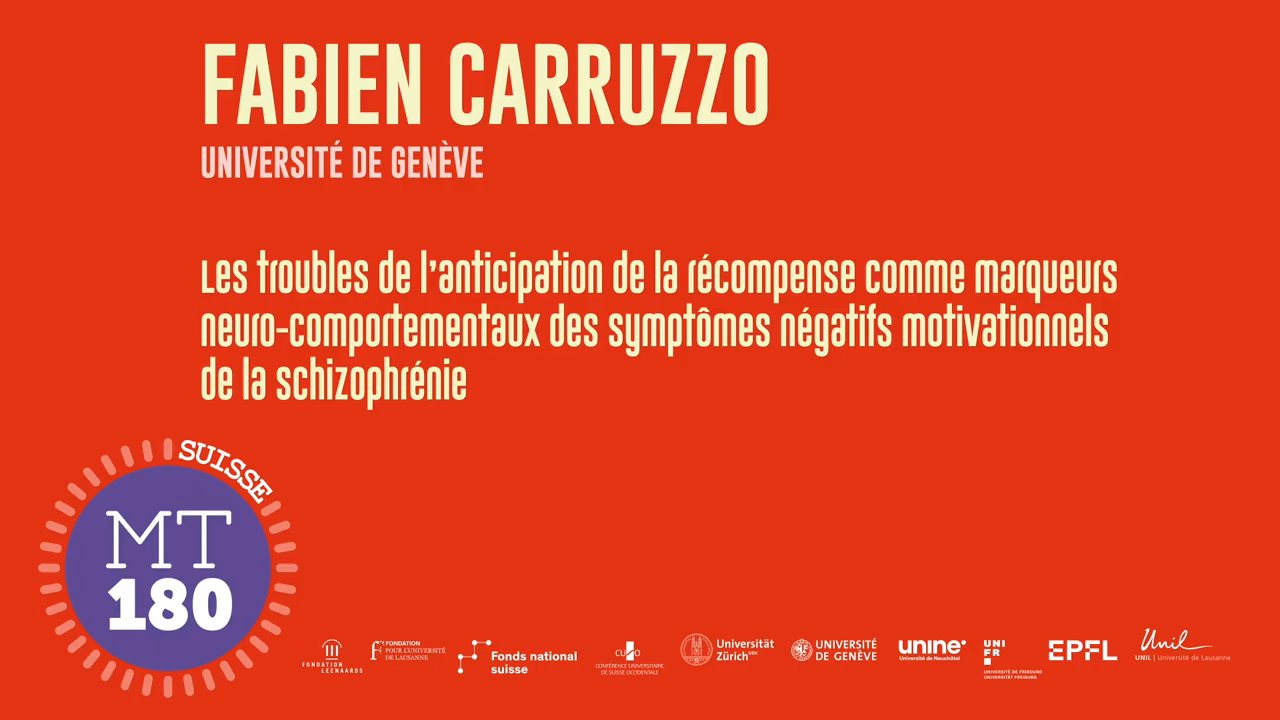 FABIEN CARRUZZO
UNIVERSITÉ DE GENÈVE
Les troubles de l'anticipation de la récompense comme marqueurs
neuro-comportementaux des symptômes négatifs motivationnels
de la schizophrénie
SUISSE
MT
180
FONDATION
LEENAARDS
FONDATION
POUR L'UNIVERSITÉ
DE LAUSANNE
Fonds national
suisse
CUSO
CONFÉRENCE UNIVERSITAIRE
DE SUISSE OCCIDENTALE
Universität
Zürich UZH
UNIVERSITÉ
DE GENÈVE
unine
Université de Neuchâtel
UNI
FR
UNIVERSITÉ DE FRIBOURG
UNIVERSITÄT FREIBURG
EPFL
Unil
UNIL | Université de Lausanne